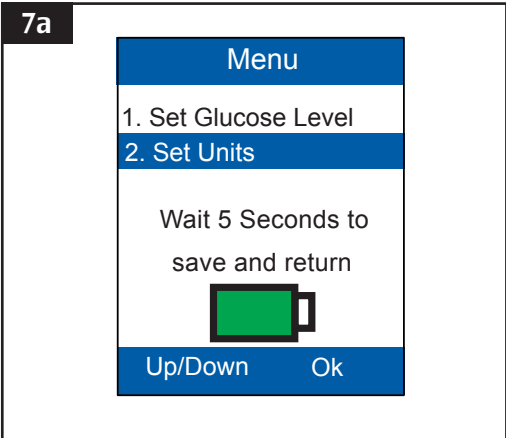 7a
Menu
1. Set Glucose Level
2. Set Units
Wait 5 Seconds to
save and return
Up/Down Ok